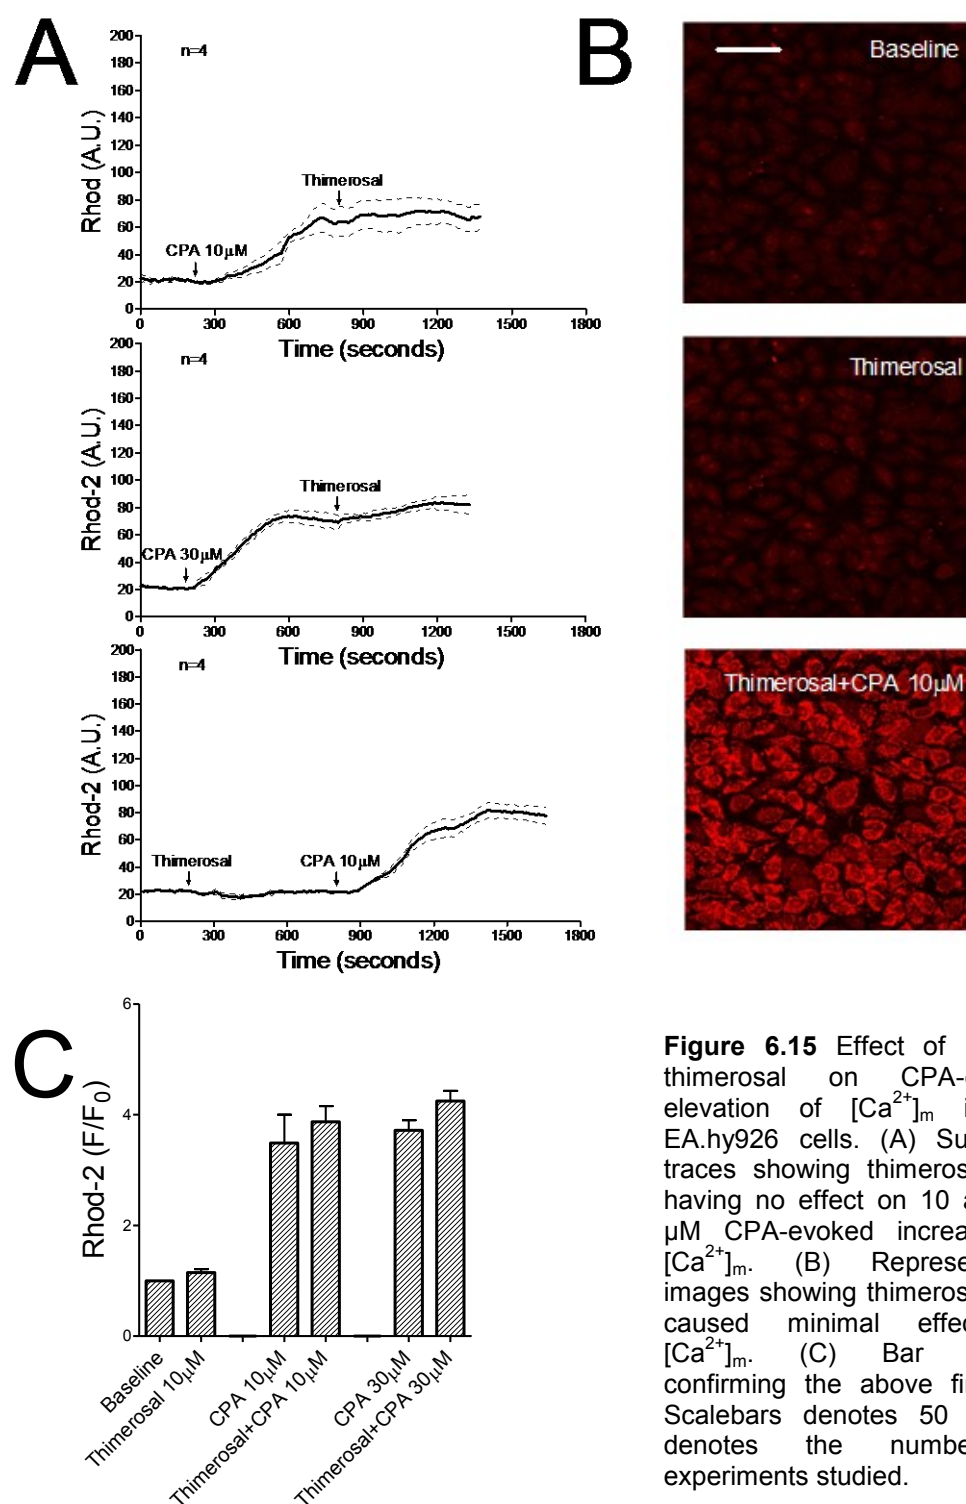 A
200
180
160
140
120
100
80
60
40
20
0
n=4
Rhod (A.U.)
CPA 10µM
Thimerosal
0 300 600 900 1200 1500 1800
Time (seconds)
200
180
160
140
120
100
80
60
40
20
0
n=4
Rhod-2 (A.U.)
CPA 30µM
Thimerosal
0 300 600 900 1200 1500 1800
Time (seconds)
200
180
160
140
120
100
80
60
40
20
0
n=4
Rhod-2 (A.U.)
Thimerosal
CPA 10µM
0 300 600 900 1200 1500 1800
Time (seconds)
B
Baseline
Thimerosal
Thimerosal+CPA 10µM
C
6
4
2
0
Rhod-2 (F/F₀)
Baseline
Thimerosal 10µM
CPA 10µM
Thimerosal+CPA 10µM
CPA 30µM
Thimerosal+CPA 30µM
Figure 6.15 Effect of
thimerosal on CPA-
elevation of [Ca²⁺]ₘ
EA.hy926 cells. (A)
traces showing
having no effect on 10
µM CPA-evoked
[Ca²⁺]ₘ. (B)
images showing
caused minimal
[Ca²⁺]ₘ. (C) Bar
confirming the above
Scalebars denotes 50
denotes the
experiments studied.